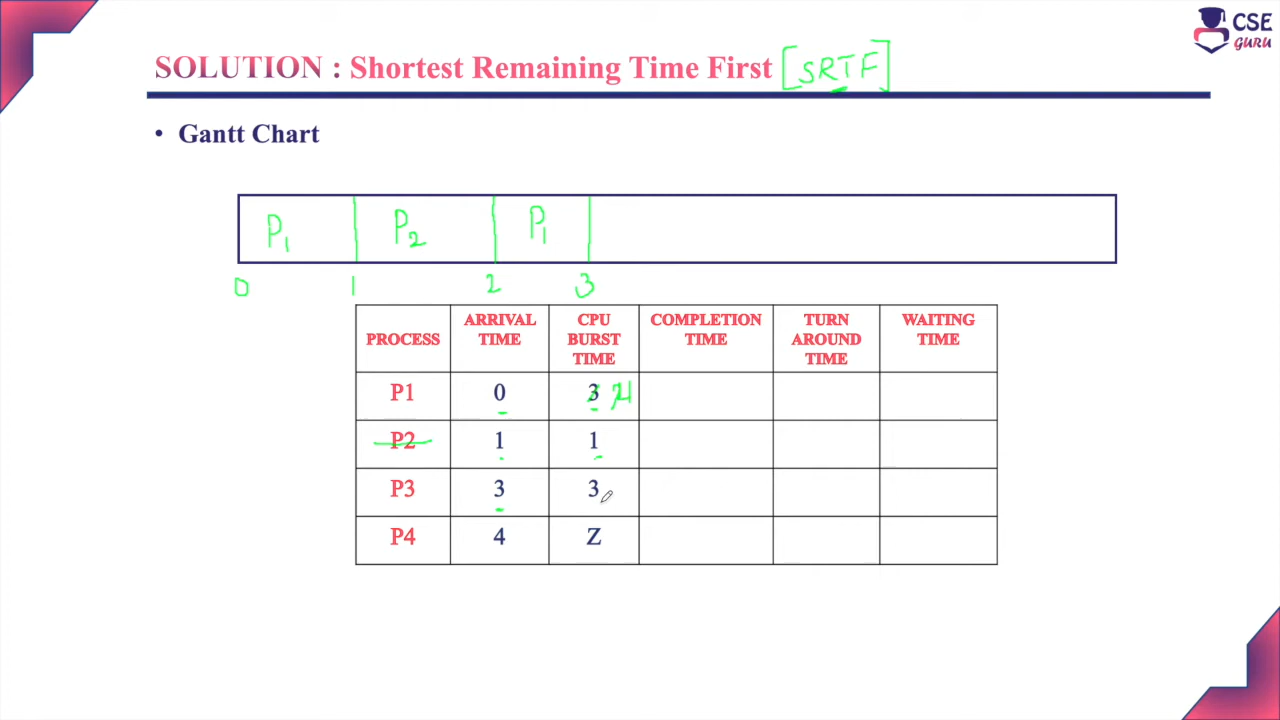 CSE
GURU
SOLUTION : Shortest Remaining Time First [SRTF]
• Gantt Chart
P1 P2 P1
0 1 2 3
PROCESS ARRIVAL TIME CPU BURST TIME COMPLETION TIME TURN AROUND TIME WAITING TIME
P1 0 3 2 1
P2 1 1
P3 3 3
P4 4 Z